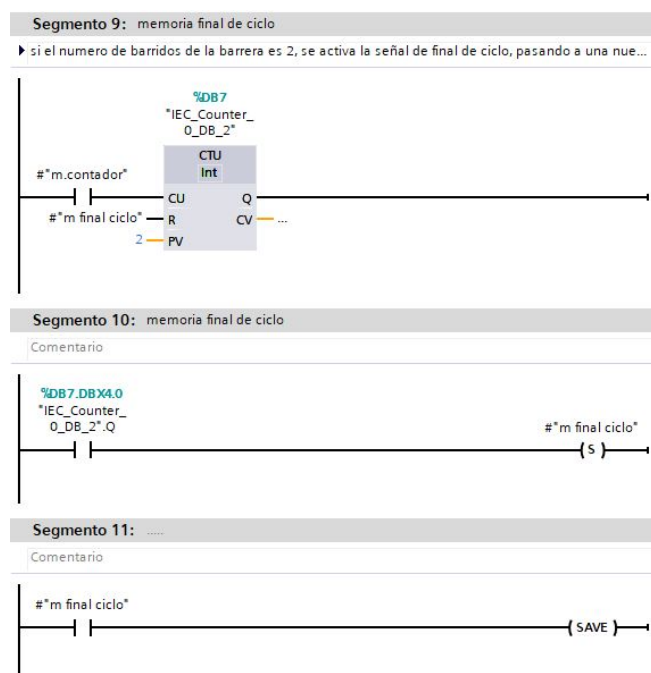 Segmento 9: memoria final de ciclo
si el numero de barridos de la barrera es 2, se activa la señal de final de ciclo, pasando a una nue...
%DB7
"IEC_Counter_
0_DB_2"
CTU
Int
#"m.contador"
CU Q
#"m final ciclo" R CV ...
2 PV
Segmento 10: memoria final de ciclo
Comentario
%DB7.DBX4.0
"IEC_Counter_
0_DB_2".Q
#"m final ciclo"
S
Segmento 11: .....
Comentario
#"m final ciclo"
SAVE